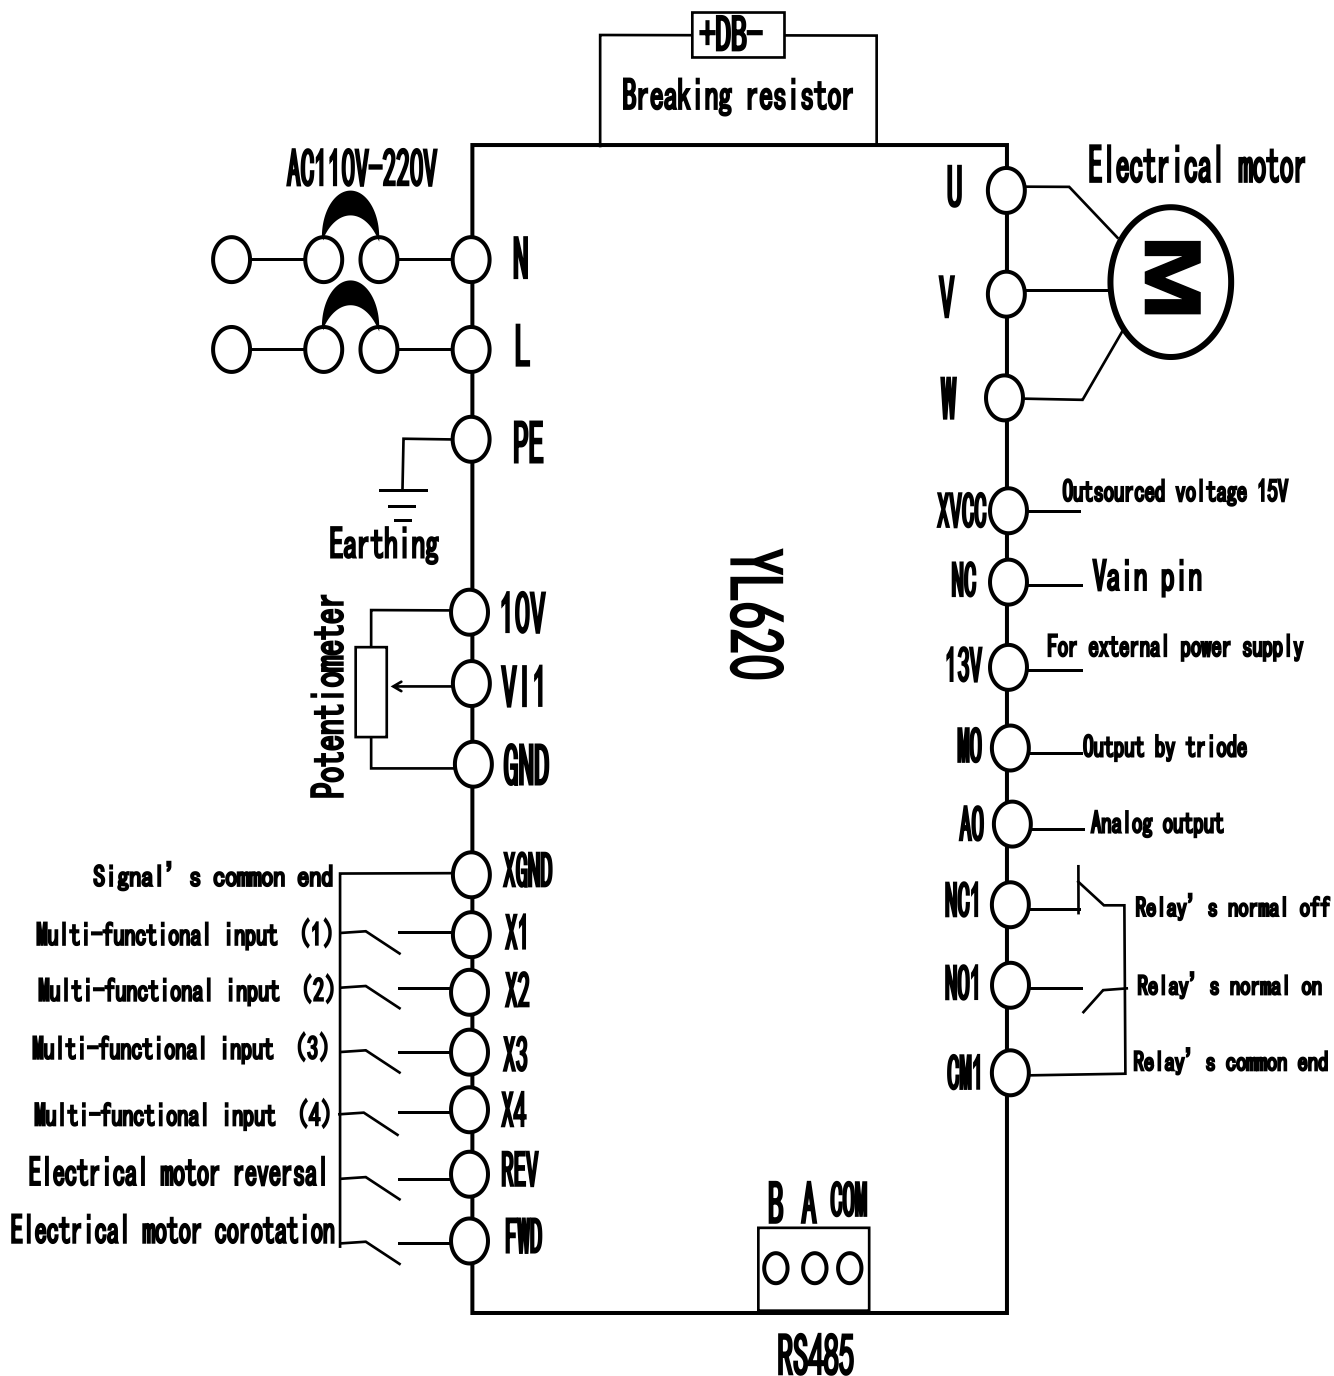 +DB-
Breaking resistor
AC110V-220V
N
L
PE
Earthing
10V
VI1
GND
Potentiometer
XGND
Signal's common end
X1
Multi-functional input (1)
X2
Multi-functional input (2)
X3
Multi-functional input (3)
X4
Multi-functional input (4)
REV
Electrical motor reversal
FWD
Electrical motor corotation
YL620
U
V
W
Electrical motor
M
XVCC
Outsourced voltage 15V
NC
Vain pin
13V
For external power supply
MO
Output by triode
AO
Analog output
NC1
Relay's normal off
NO1
Relay's normal on
CM1
Relay's common end
B A COM
RS485